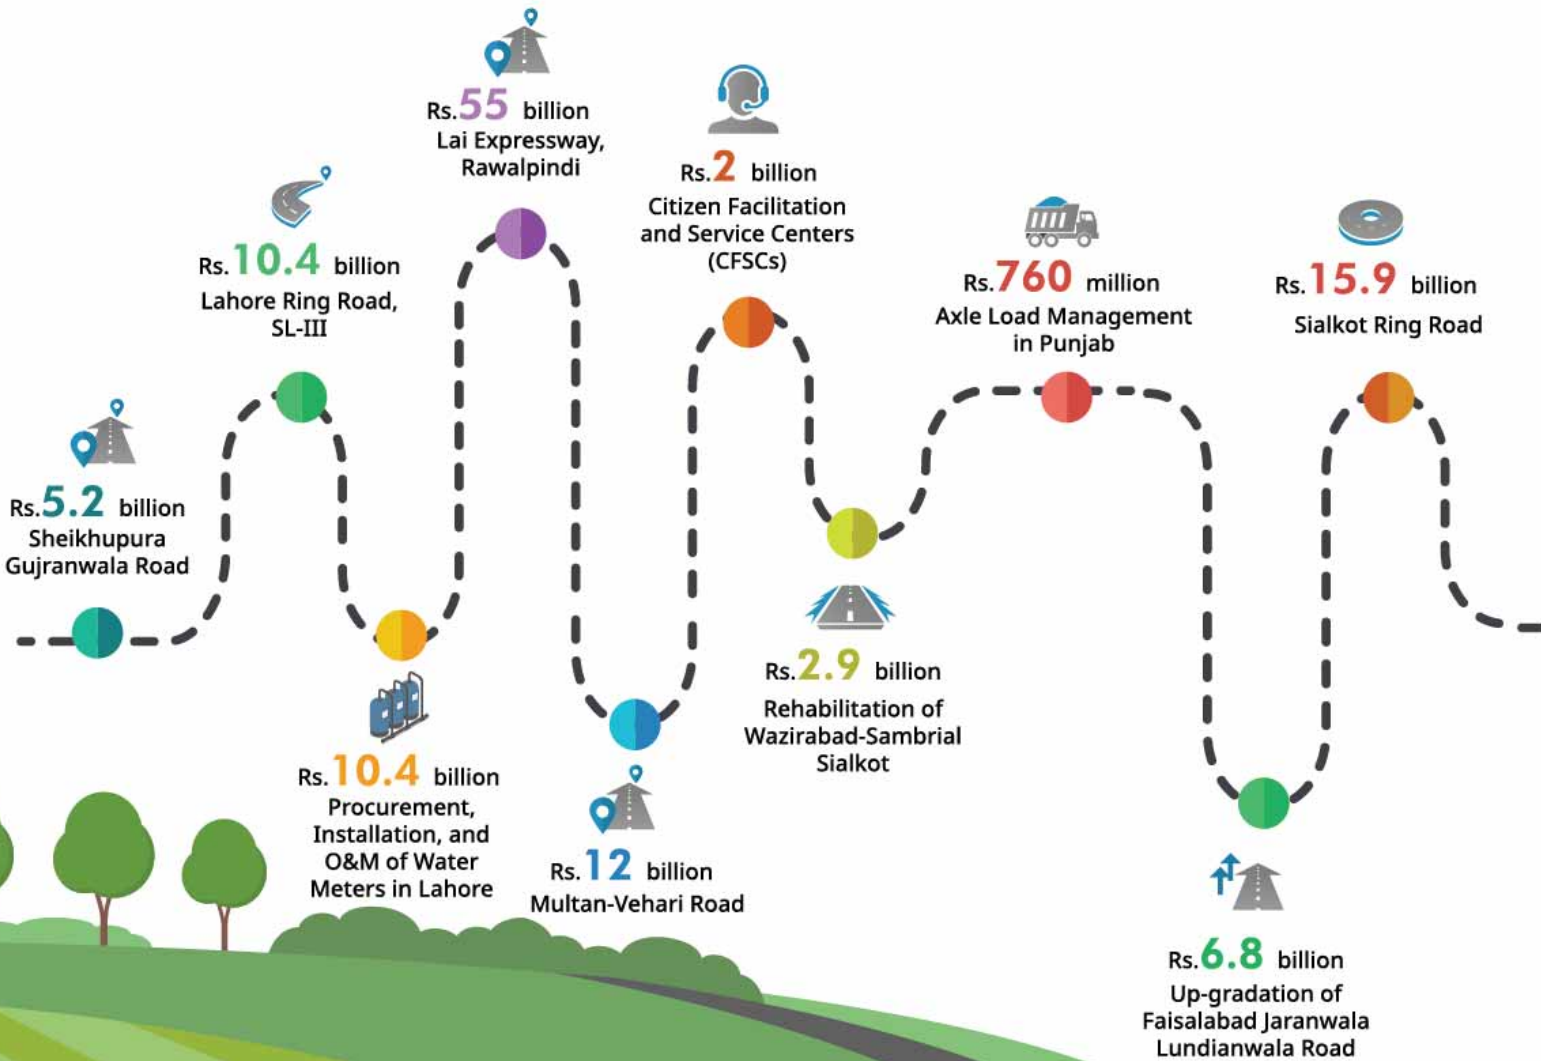 Rs.5.2 billion
Sheikhupura
Gujranwala Road
Rs.10.4 billion
Lahore Ring Road,
SL-III
Rs.10.4 billion
Procurement,
Installation, and
O&M of Water
Meters in Lahore
Rs.55 billion
Lai Expressway,
Rawalpindi
Rs.12 billion
Multan-Vehari Road
Rs.2 billion
Citizen Facilitation
and Service Centers
(CFSCs)
Rs.2.9 billion
Rehabilitation of
Wazirabad-Sambrial
Sialkot
Rs.760 million
Axle Load Management
in Punjab
Rs.6.8 billion
Up-gradation of
Faisalabad Jaranwala
Lundianwala Road
Rs.15.9 billion
Sialkot Ring Road